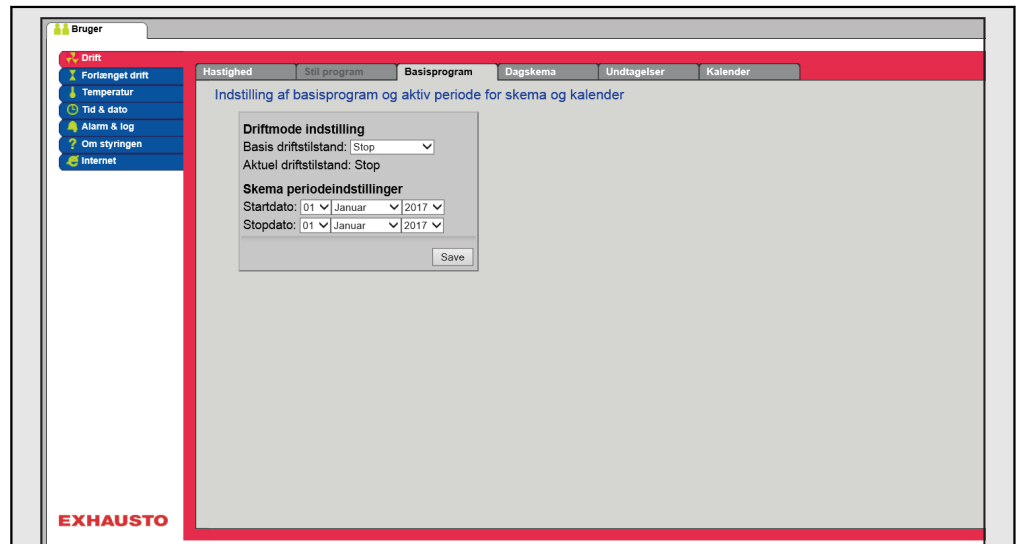 Bruger
Drift
Forlænget drift
Temperatur
Tid & dato
Alarm & log
Om styringen
Internet
Hastighed Stil program Basisprogram Dagskema Undtagelser Kalender
Indstilling af basisprogram og aktiv periode for skema og kalender
Driftmode indstilling
Basis driftstilstand: Stop
Aktuel driftstilstand: Stop
Skema periodeindstillinger
Startdato: 01 Januar 2017
Stopdato: 01 Januar 2017
Save
EXHAUSTO